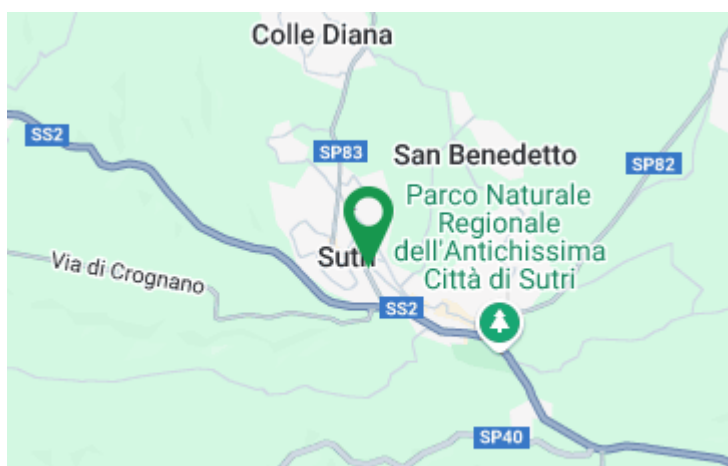 Colle Diana
SS2
SP83
San Benedetto
SP82
Parco Naturale
Regionale
dell'Antichissima
Città di Sutri
Sutri
Via di Crognano
SS2
SP40